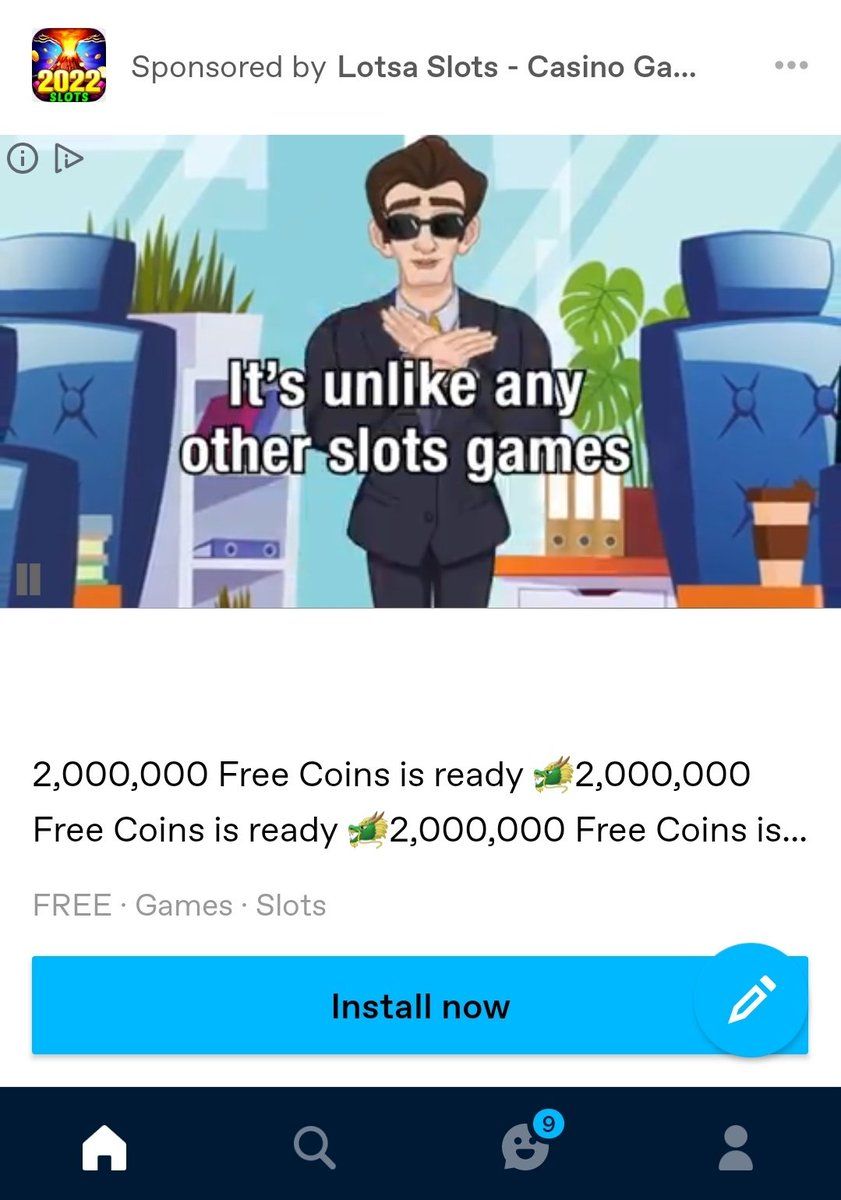 2022
SLOTS
Sponsored by Lotsa Slots - Casino Ga...
It's unlike any
other slots games
2,000,000 Free Coins is ready 🐲2,000,000
Free Coins is ready 🐲2,000,000 Free Coins is...
FREE · Games · Slots
Install now
9